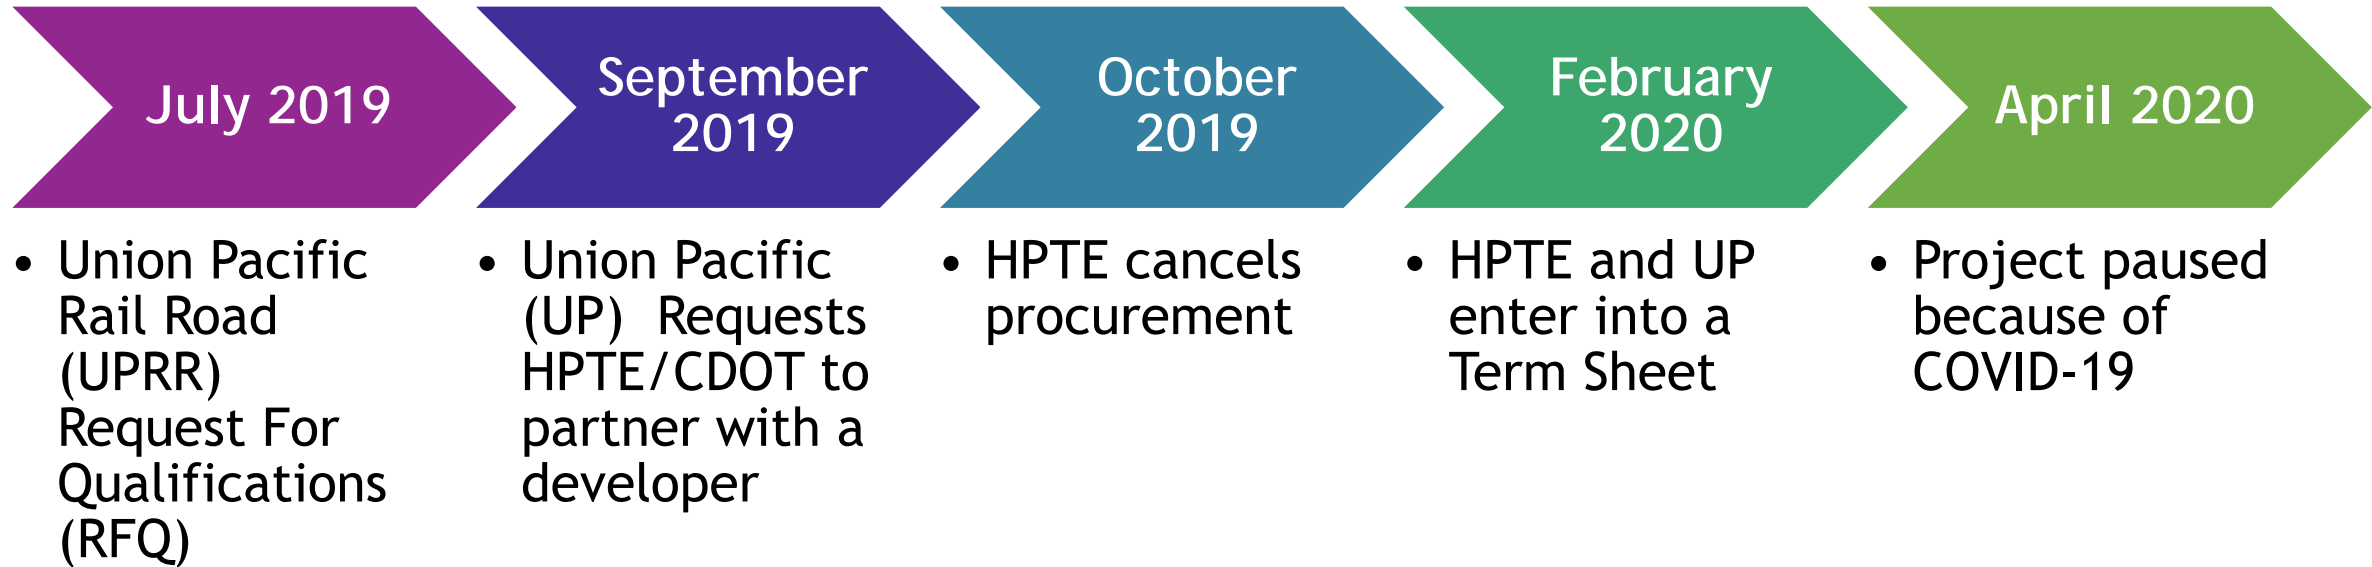 July 2019
September
2019
October
2019
February
2020
April 2020
• Union Pacific
Rail Road
(UPRR)
Request For
Qualifications
(RFQ)
• Union Pacific
(UP)  Requests
HPTE/CDOT to
partner with a
developer
• HPTE cancels
procurement
• HPTE and UP
enter into a
Term Sheet
• Project paused
because of
COVID-19